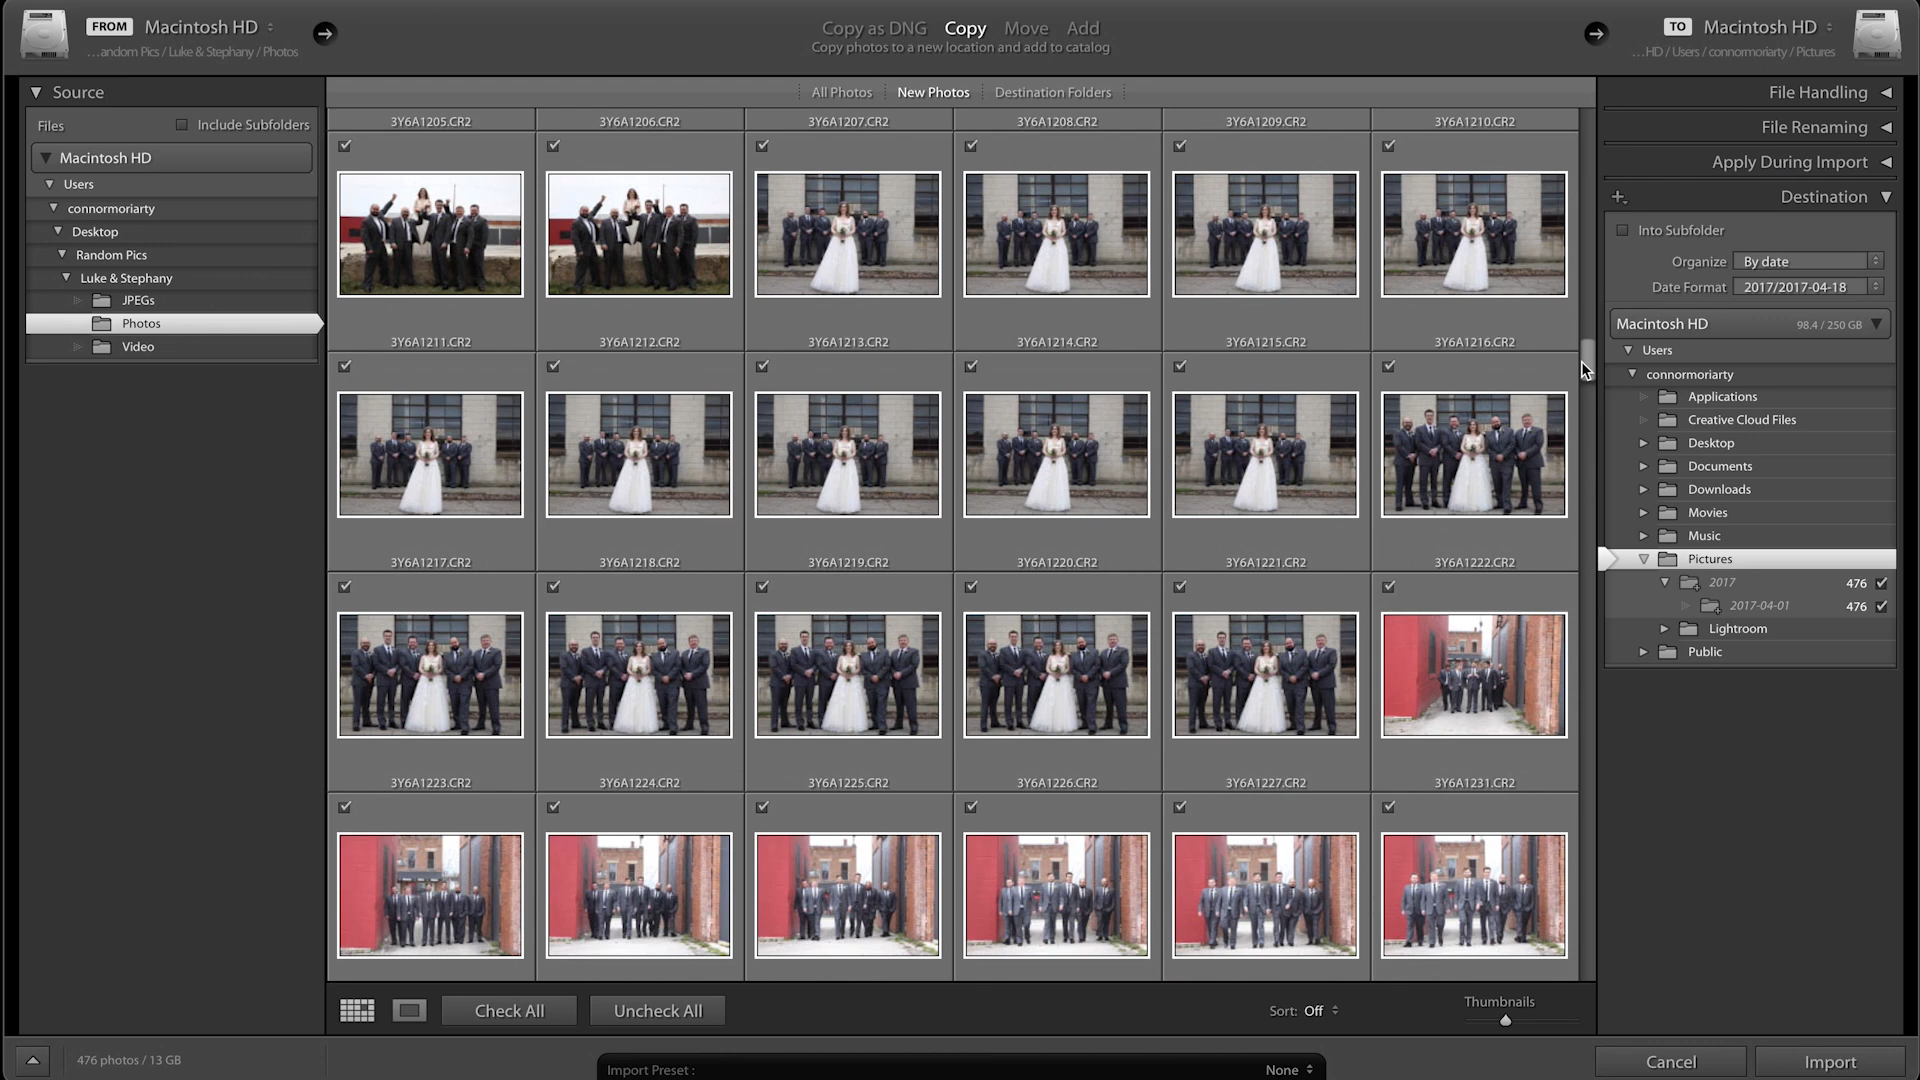 FROM Macintosh HD
…andom Pics / Luke & Stephany / Photos
Copy as DNG Copy Move Add
Copy photos to a new location and add to catalog
TO Macintosh HD
…HD / Users / connormoriarty / Pictures
Source
Files Include Subfolders
Macintosh HD
Users
connormoriarty
Desktop
Random Pics
Luke & Stephany
JPEGs
Photos
Video
All Photos New Photos Destination Folders
3Y6A1205.CR2 3Y6A1206.CR2 3Y6A1207.CR2 3Y6A1208.CR2 3Y6A1209.CR2 3Y6A1210.CR2
3Y6A1211.CR2 3Y6A1212.CR2 3Y6A1213.CR2 3Y6A1214.CR2 3Y6A1215.CR2 3Y6A1216.CR2
3Y6A1217.CR2 3Y6A1218.CR2 3Y6A1219.CR2 3Y6A1220.CR2 3Y6A1221.CR2 3Y6A1222.CR2
3Y6A1223.CR2 3Y6A1224.CR2 3Y6A1225.CR2 3Y6A1226.CR2 3Y6A1227.CR2 3Y6A1231.CR2
File Handling
File Renaming
Apply During Import
Destination
Into Subfolder
Organize By date
Date Format 2017/2017-04-18
Macintosh HD 98.4 / 250 GB
Users
connormoriarty
Applications
Creative Cloud Files
Desktop
Documents
Downloads
Movies
Music
Pictures
2017 476
2017-04-01 476
Lightroom
Public
Check All Uncheck All Sort: Off Thumbnails
476 photos / 13 GB
Import Preset : None
Cancel Import